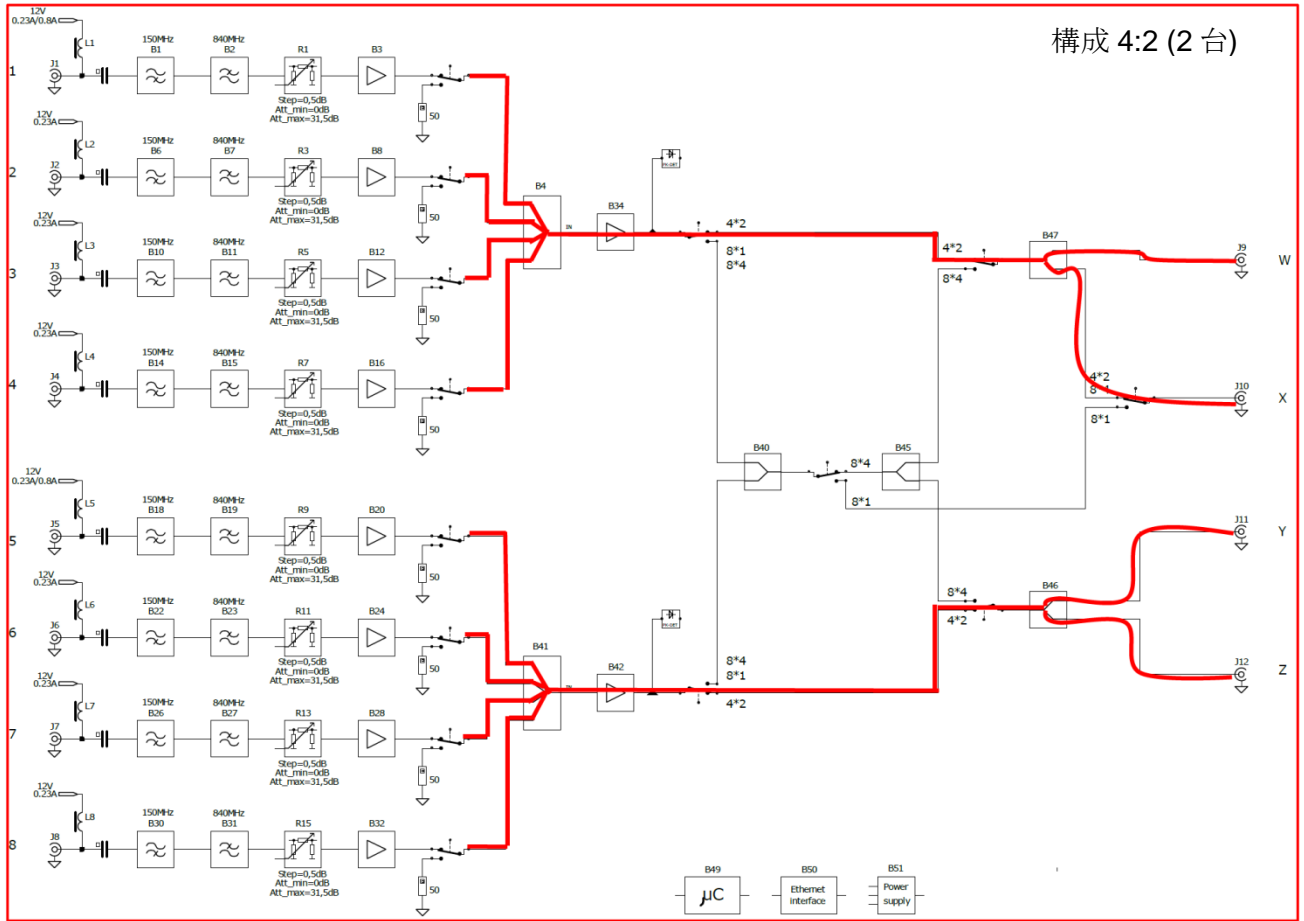 構成 4:2 (2 台)
12V
0.23A/0.8A
L1
1
J1
150MHz
B1
840MHz
B2
R1
Step=0,5dB
Att_min=0dB
Att_max=31,5dB
B3
50
12V
0.23A
L2
2
J2
150MHz
B6
840MHz
B7
R3
Step=0,5dB
Att_min=0dB
Att_max=31,5dB
B8
50
12V
0.23A
L3
3
J3
150MHz
B10
840MHz
B11
R5
Step=0,5dB
Att_min=0dB
Att_max=31,5dB
B12
50
12V
0.23A
L4
4
J4
150MHz
B14
840MHz
B15
R7
Step=0,5dB
Att_min=0dB
Att_max=31,5dB
B16
50
B4
IN
B34
4*2
8*1
8*4
4*2
8*4
B47
J9
W
4*2
8*1
J10
X
B40
8*4
8*1
B45
12V
0.23A/0.8A
L5
5
J5
150MHz
B18
840MHz
B19
R9
Step=0,5dB
Att_min=0dB
Att_max=31,5dB
B20
50
12V
0.23A
L6
6
J6
150MHz
B22
840MHz
B23
R11
Step=0,5dB
Att_min=0dB
Att_max=31,5dB
B24
50
12V
0.23A
L7
7
J7
150MHz
B26
840MHz
B27
R13
Step=0,5dB
Att_min=0dB
Att_max=31,5dB
B28
50
12V
0.23A
L8
8
J8
150MHz
B30
840MHz
B31
R15
Step=0,5dB
Att_min=0dB
Att_max=31,5dB
B32
50
B41
B42
8*4
8*1
4*2
8*4
4*2
B46
J11
Y
J12
Z
B49
μC
B50
Ethernet
interface
B51
Power
supply